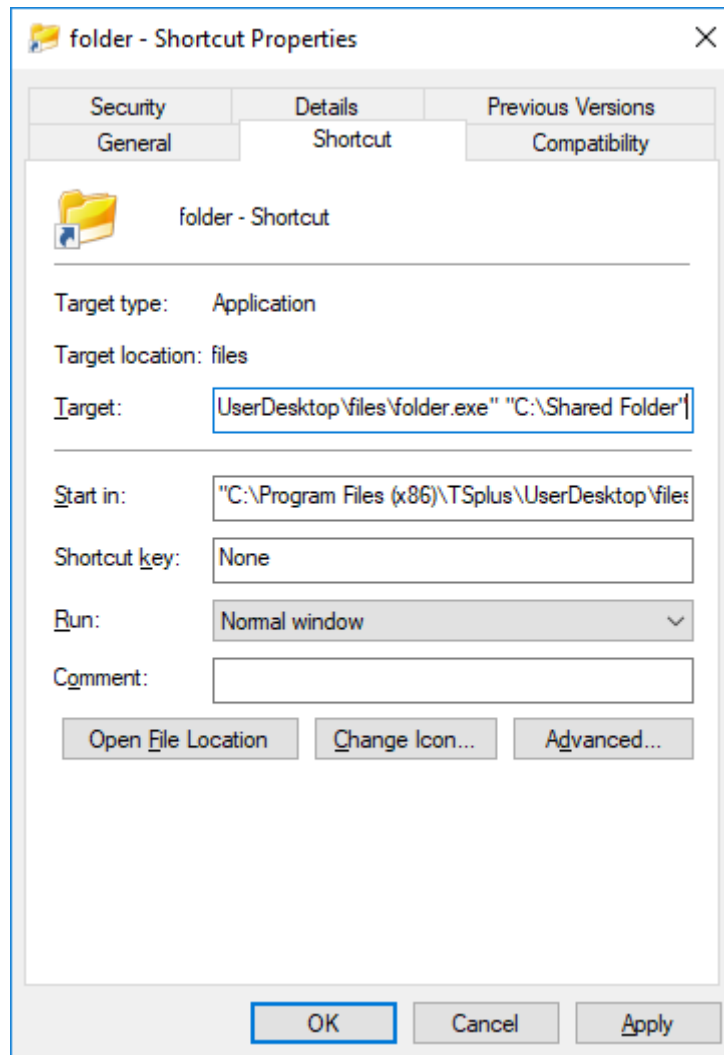 folder - Shortcut Properties
Security Details Previous Versions
General Shortcut Compatibility
folder - Shortcut
Target type: Application
Target location: files
Target: UserDesktop\files\folder.exe" "C:\Shared Folder"
Start in: "C:\Program Files (x86)\TSplus\UserDesktop\files
Shortcut key: None
Run: Normal window
Comment:
Open File Location Change Icon... Advanced...
OK Cancel Apply